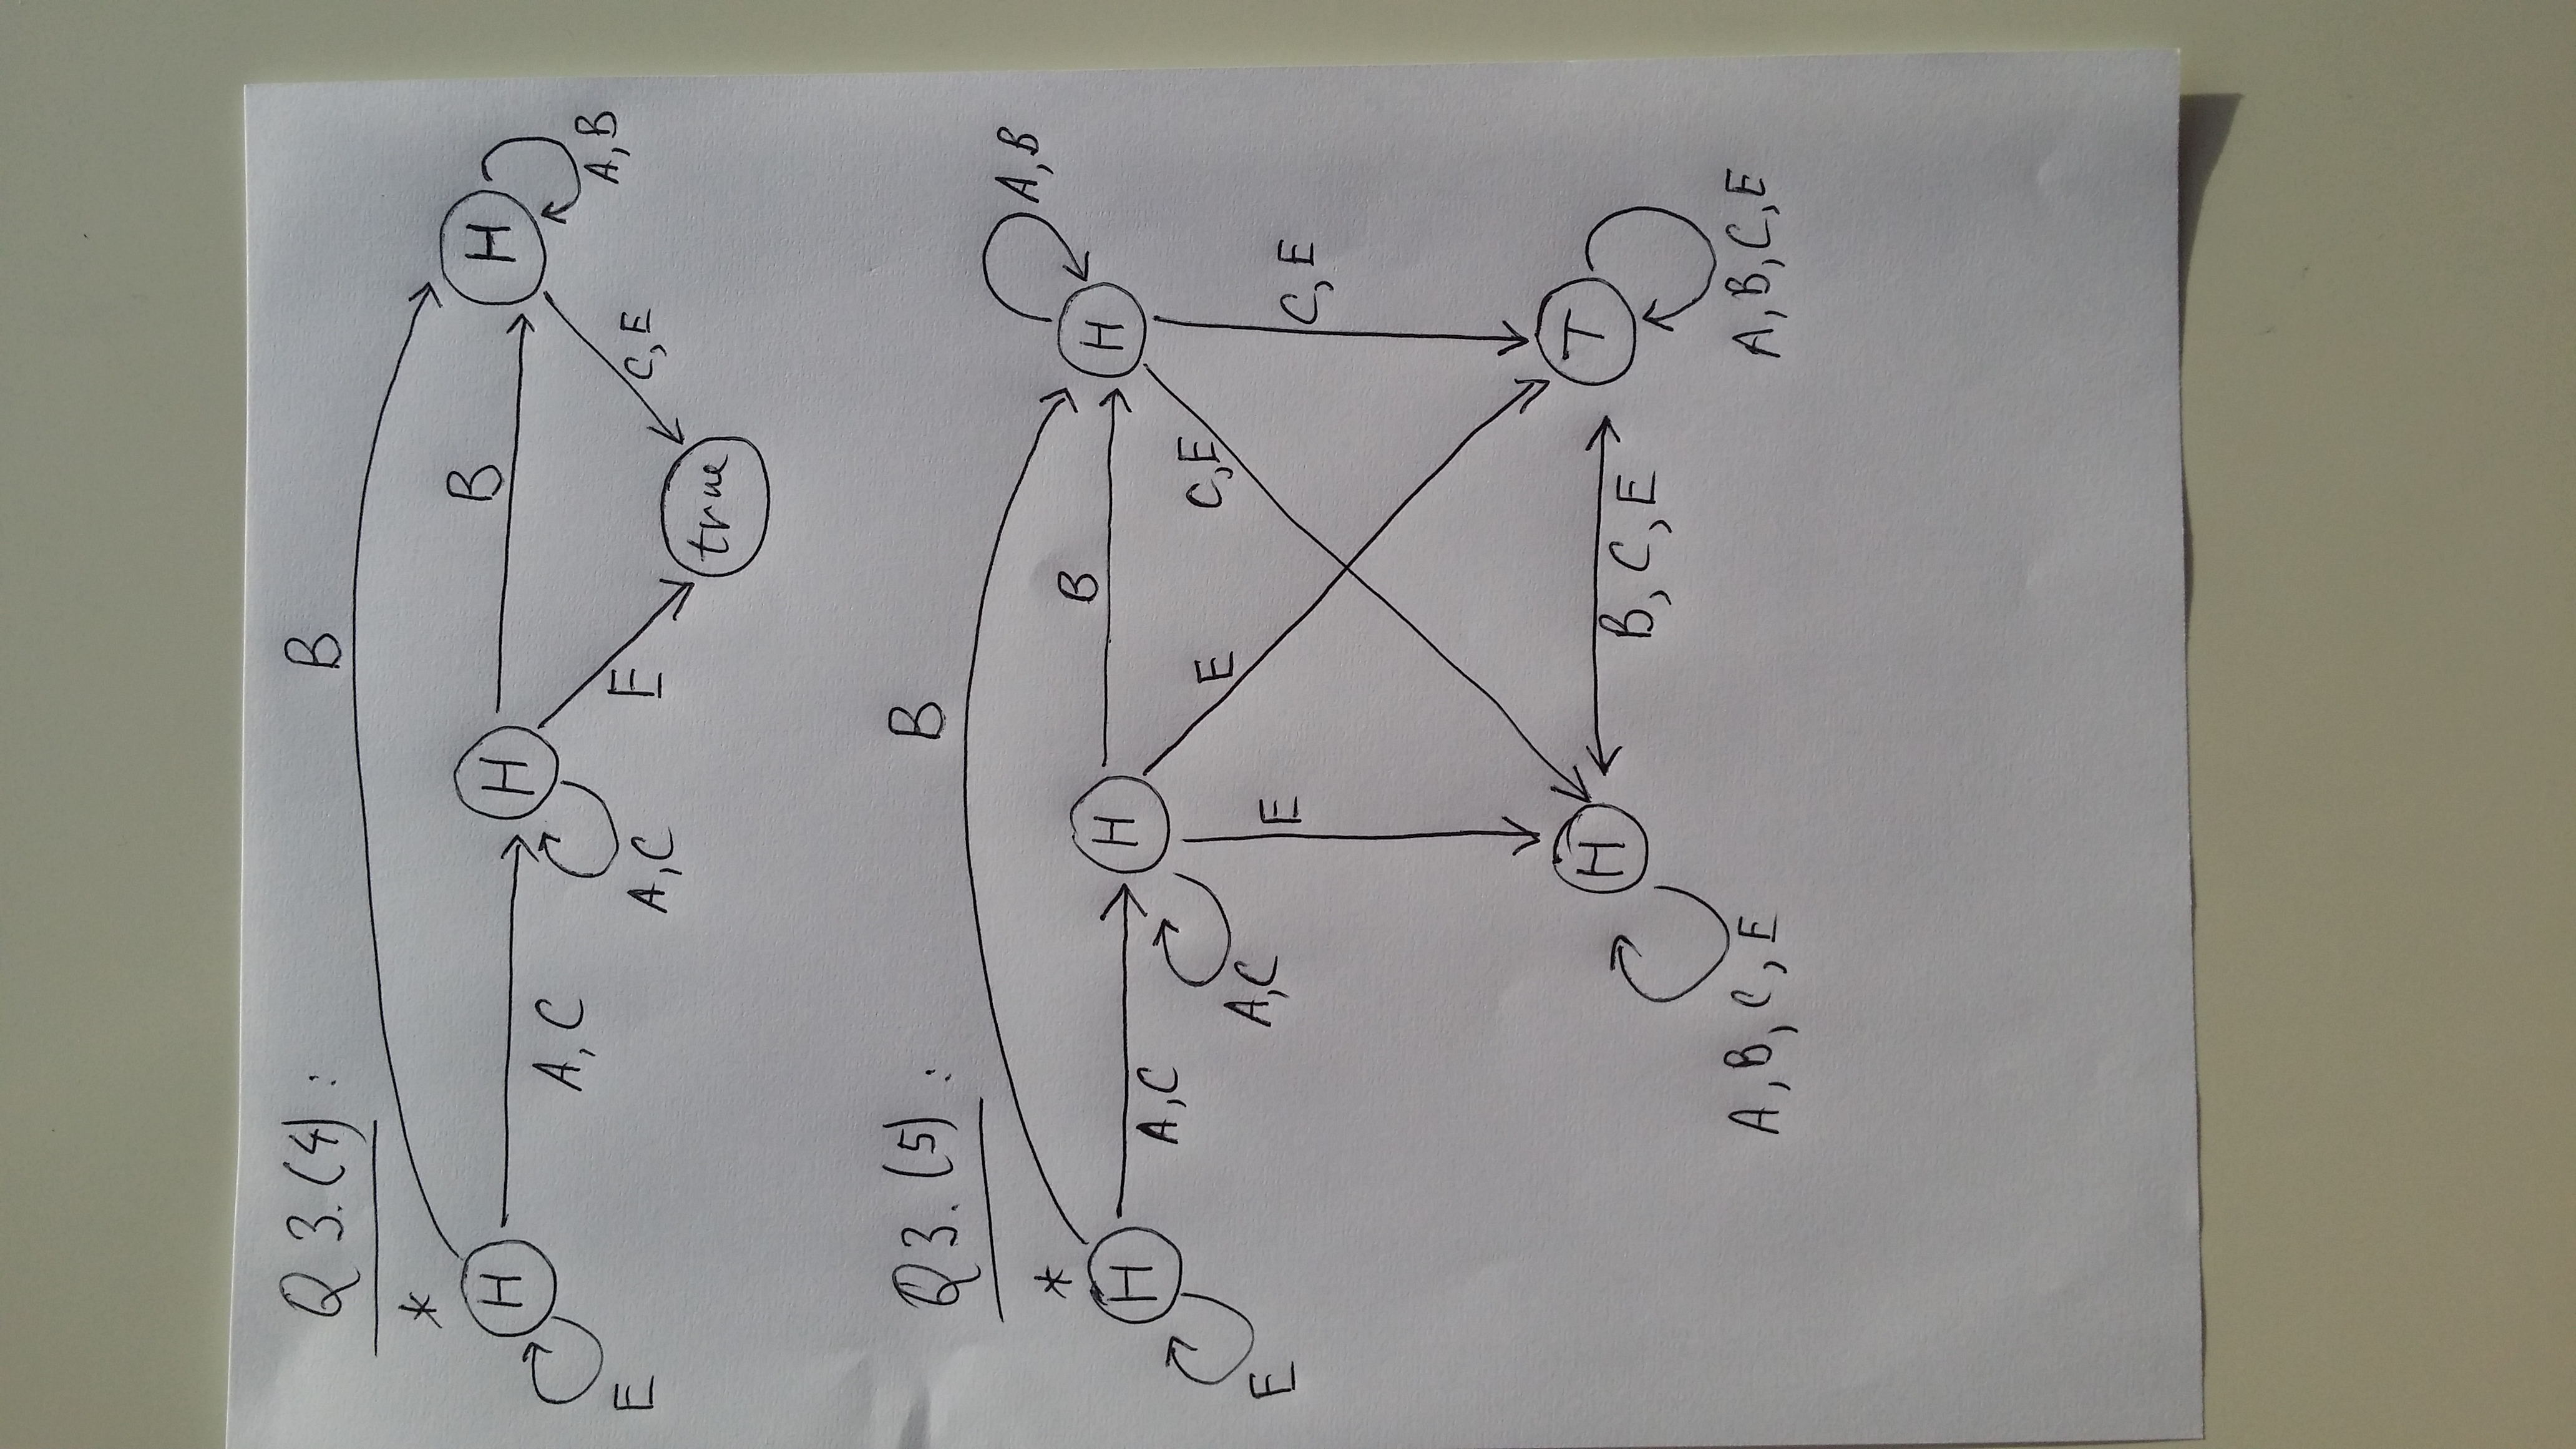 Q 3.(4):
B
*
H
H
H
B
A,B
E
A,C
A,C
E
C,E
true
Q 3.(5):
B
*
H
H
H
B
A,B
E
A,C
A,C
E
E
C,E
C,E
H
T
B,C,E
A,B,C,E
A,B,C,E